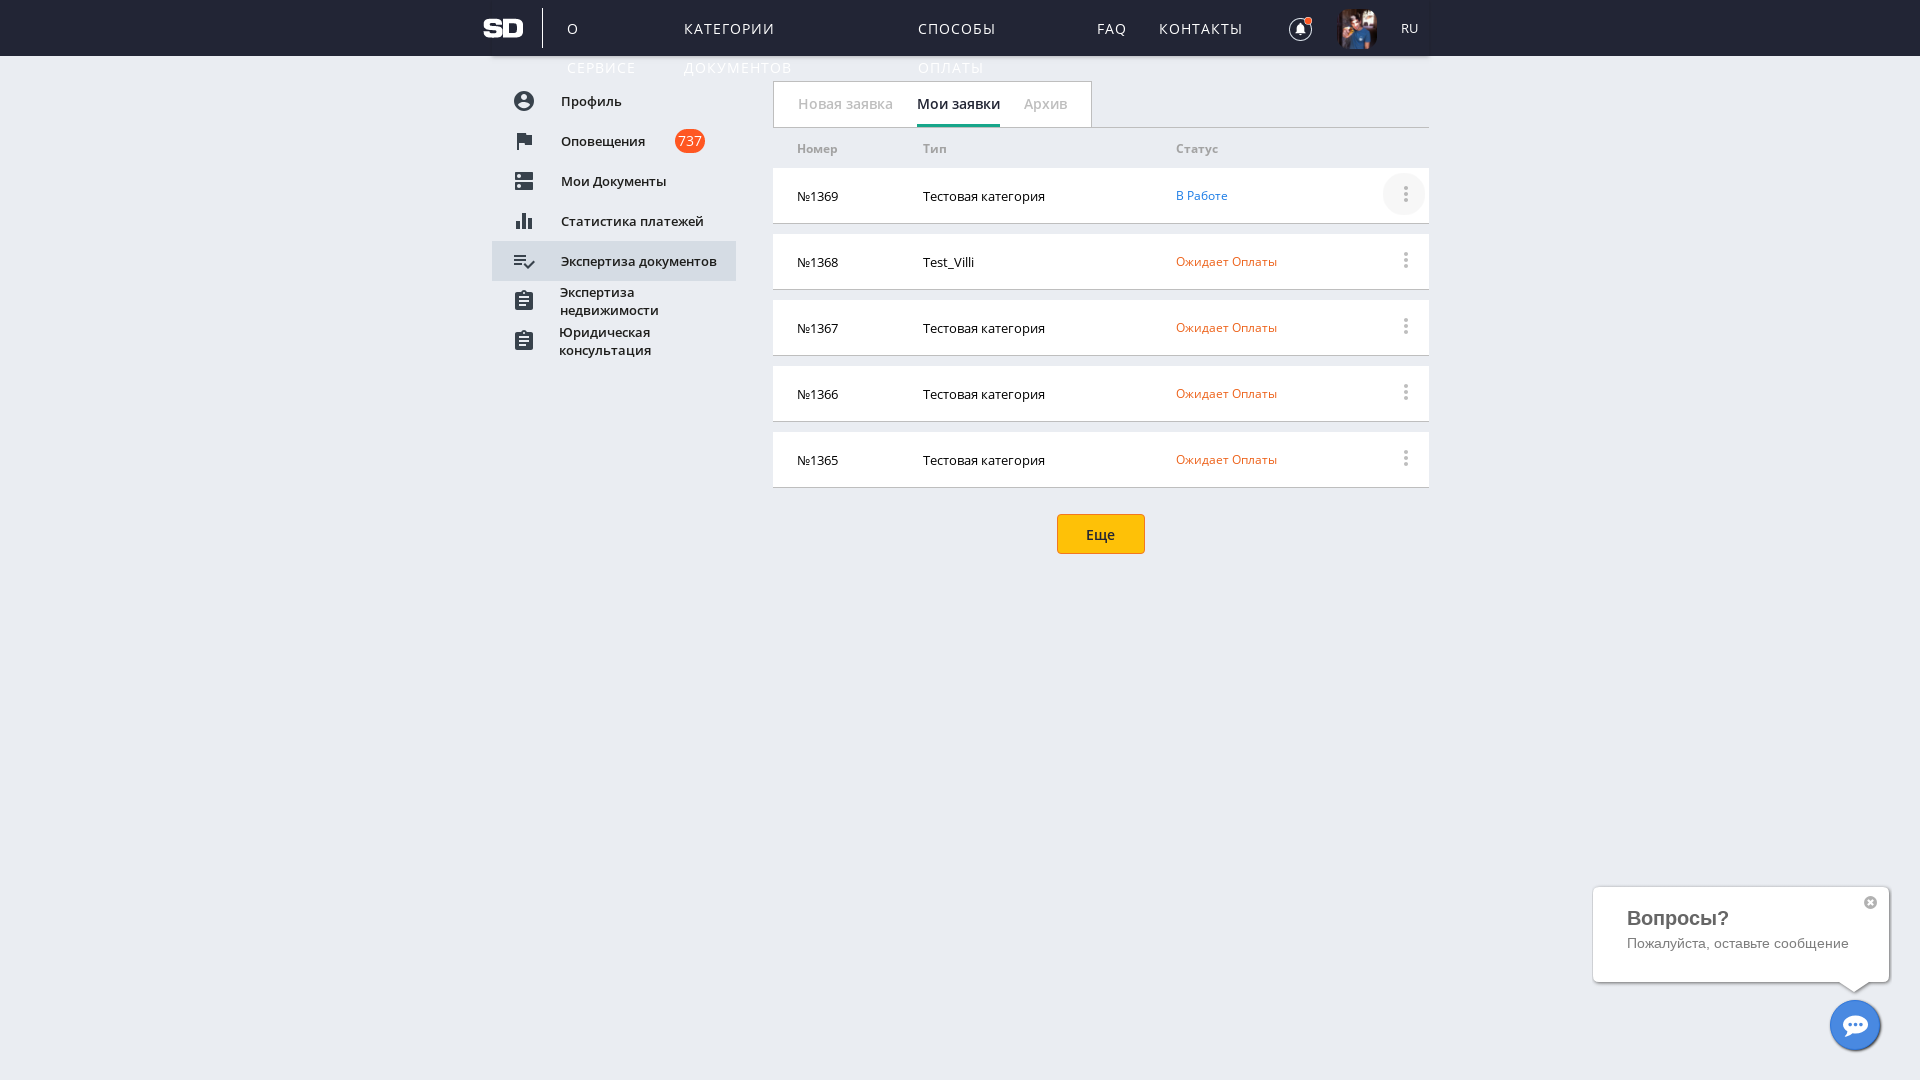 SD
О СЕРВИСЕ
КАТЕГОРИИ ДОКУМЕНТОВ
СПОСОБЫ ОПЛАТЫ
FAQ
КОНТАКТЫ
RU
Профиль
Оповещения 737
Мои Документы
Статистика платежей
Экспертиза документов
Экспертиза
недвижимости
Юридическая
консультация
Новая заявка Мои заявки Архив
Номер Тип Статус
№1369 Тестовая категория В Работе
№1368 Test_Villi Ожидает Оплаты
№1367 Тестовая категория Ожидает Оплаты
№1366 Тестовая категория Ожидает Оплаты
№1365 Тестовая категория Ожидает Оплаты
Еще
Вопросы?
Пожалуйста, оставьте сообщение